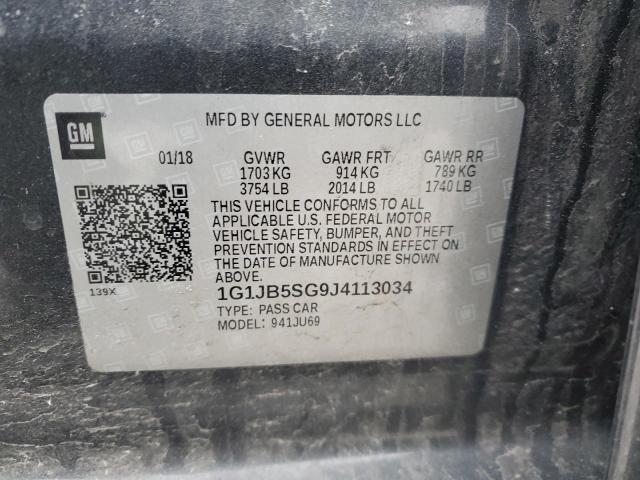 GM
MFD BY GENERAL MOTORS LLC
01/18 GVWR GAWR FRT GAWR RR
1703 KG 914 KG 789 KG
3754 LB 2014 LB 1740 LB
THIS VEHICLE CONFORMS TO ALL
APPLICABLE U.S. FEDERAL MOTOR
VEHICLE SAFETY, BUMPER, AND THEFT
PREVENTION STANDARDS IN EFFECT ON
THE DATE OF MANUFACTURE SHOWN
ABOVE.
139X
1G1JB5SG9J4113034
TYPE: PASS CAR
MODEL: 941JU69